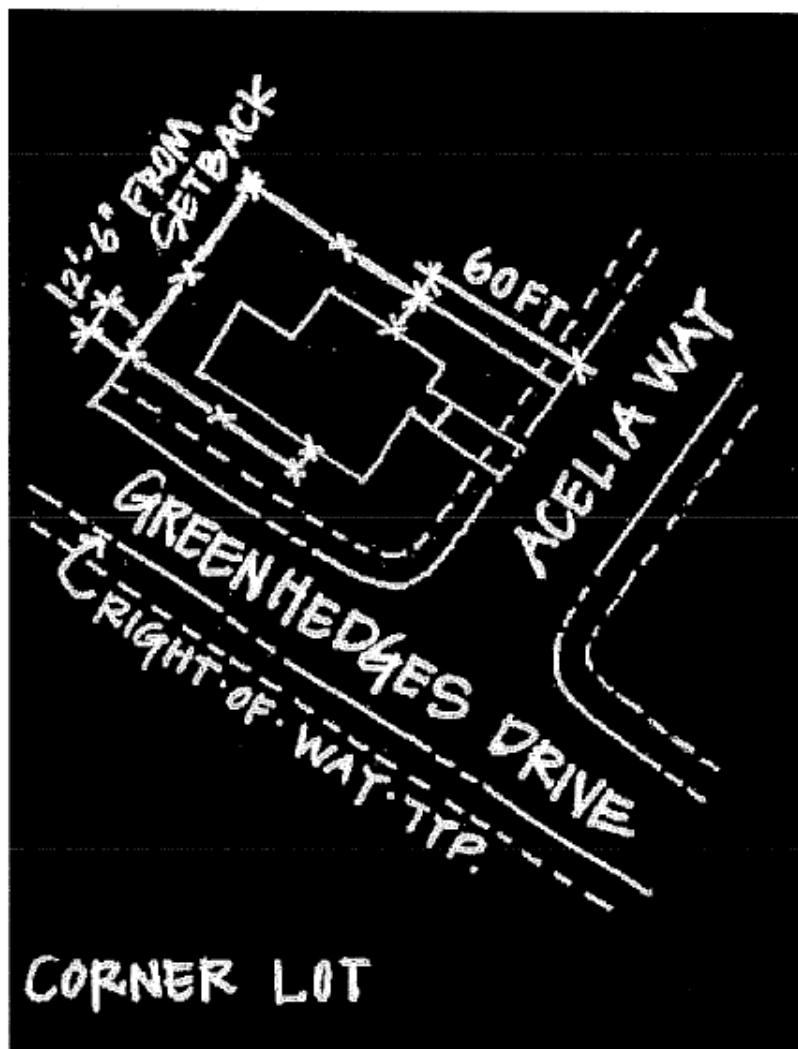 12'-6" FROM
SETBACK
60FT
ACELIA WAY
GREENHEDGES DRIVE
RIGHT·OF·WAY·TYP.
CORNER LOT